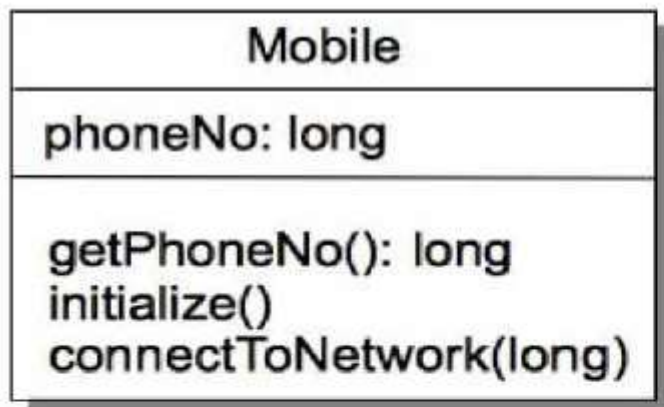 Mobile
phoneNo: long
getPhoneNo(): long
initialize()
connectToNetwork(long)